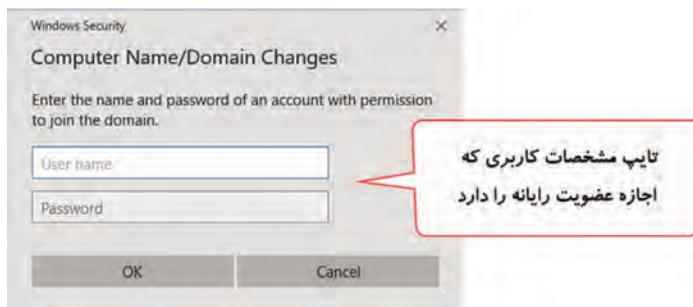 Windows Security
Computer Name/Domain Changes
Enter the name and password of an account with permission
to join the domain.
User name
Password
OK
Cancel
تایپ مشخصات کاربری که
اجازه عضویت رایانه را دارد